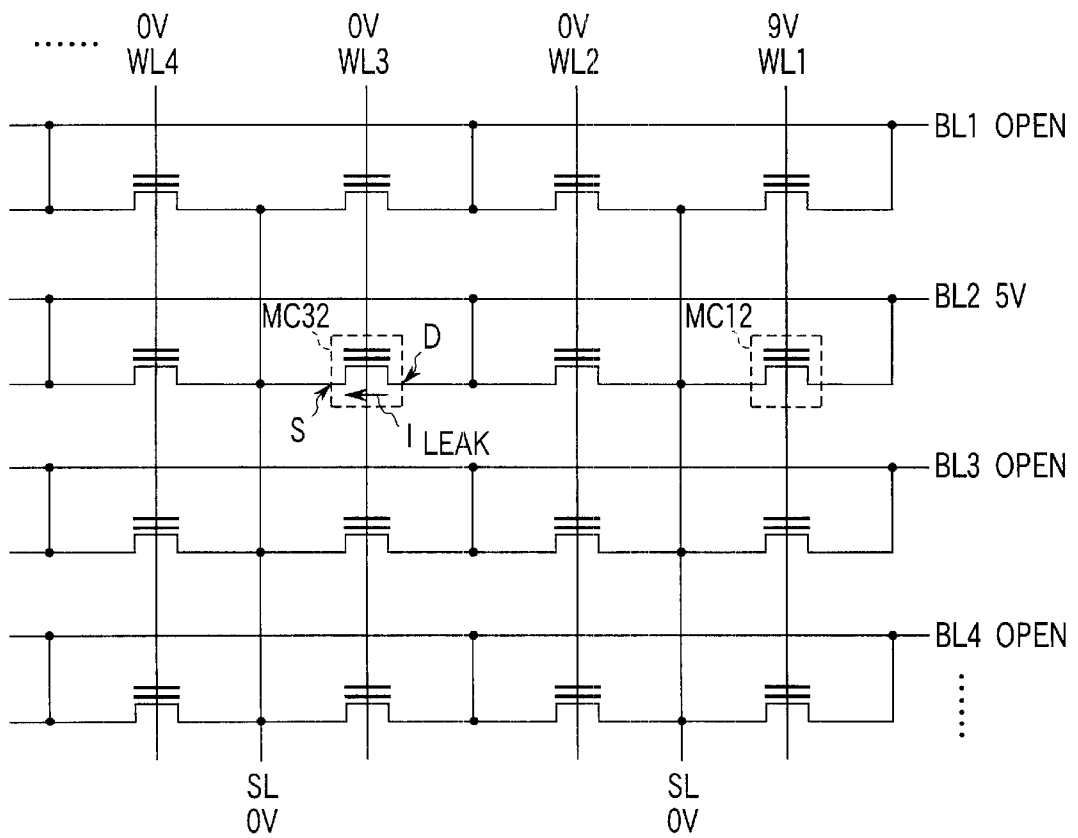 ...... 0V 0V 0V 9V
WL4 WL3 WL2 WL1
BL1 OPEN
BL2 5V
MC32 D MC12
S I LEAK
BL3 OPEN
BL4 OPEN
......
SL SL
0V 0V